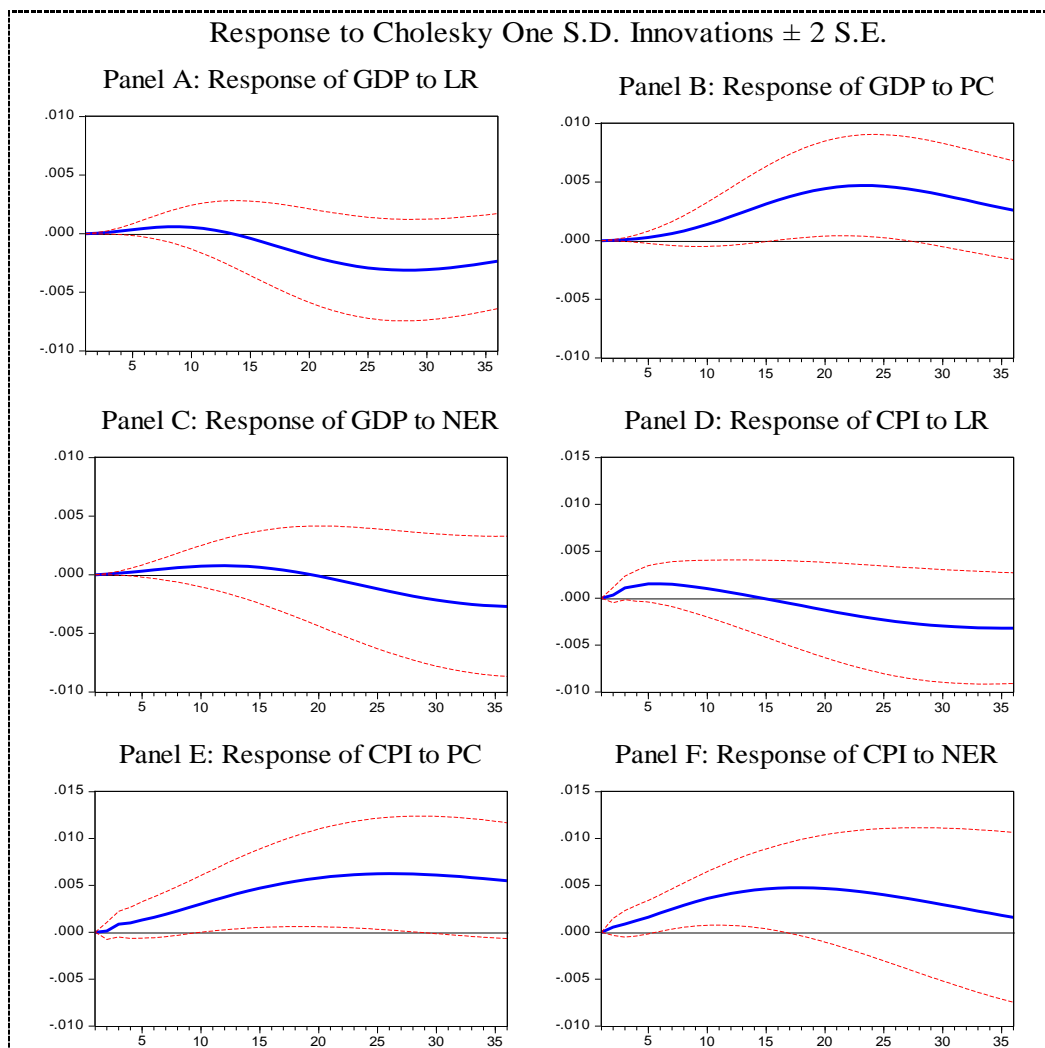 Response to Cholesky One S.D. Innovations ± 2 S.E.
Panel A: Response of GDP to LR
.010
.005
.000
-.005
-.010
5 10 15 20 25 30 35
Panel B: Response of GDP to PC
.010
.005
.000
-.005
-.010
5 10 15 20 25 30 35
Panel C: Response of GDP to NER
.010
.005
.000
-.005
-.010
5 10 15 20 25 30 35
Panel D: Response of CPI to LR
.015
.010
.005
.000
-.005
-.010
5 10 15 20 25 30 35
Panel E: Response of CPI to PC
.015
.010
.005
.000
-.005
-.010
5 10 15 20 25 30 35
Panel F: Response of CPI to NER
.015
.010
.005
.000
-.005
-.010
5 10 15 20 25 30 35